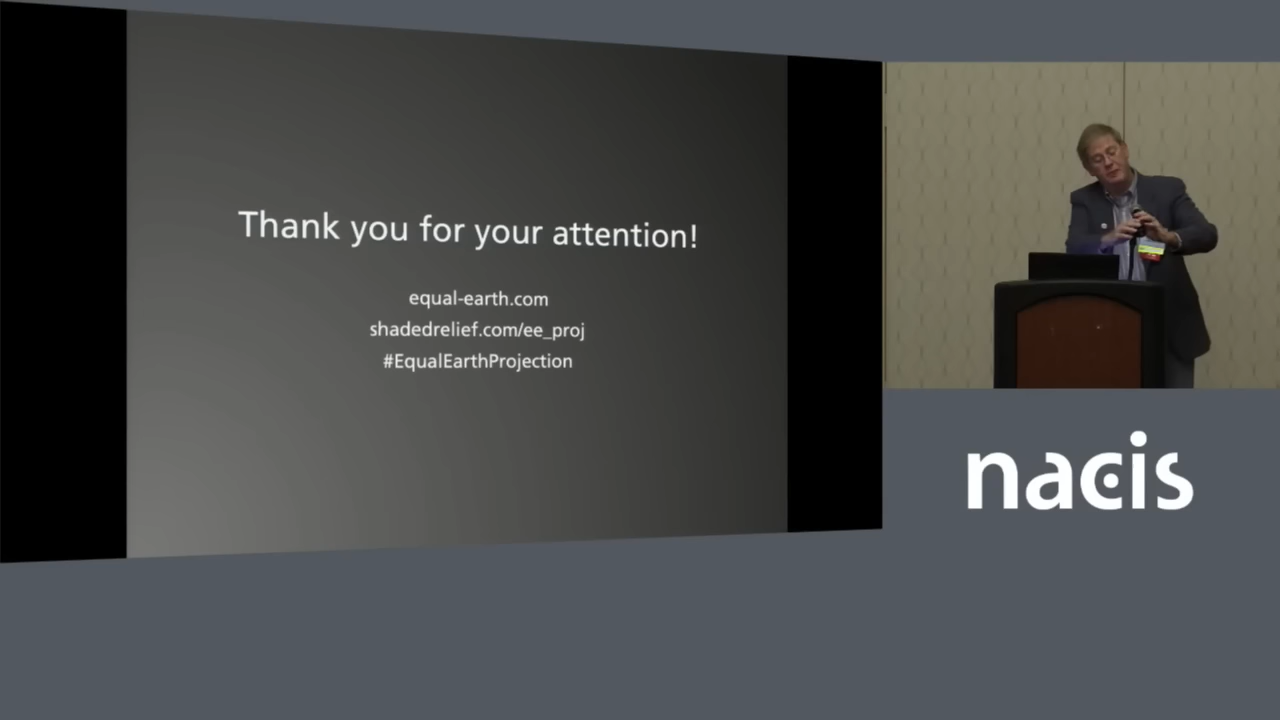 Thank you for your attention!
equal-earth.com
shadedrelief.com/ee_proj
#EqualEarthProjection
nacis